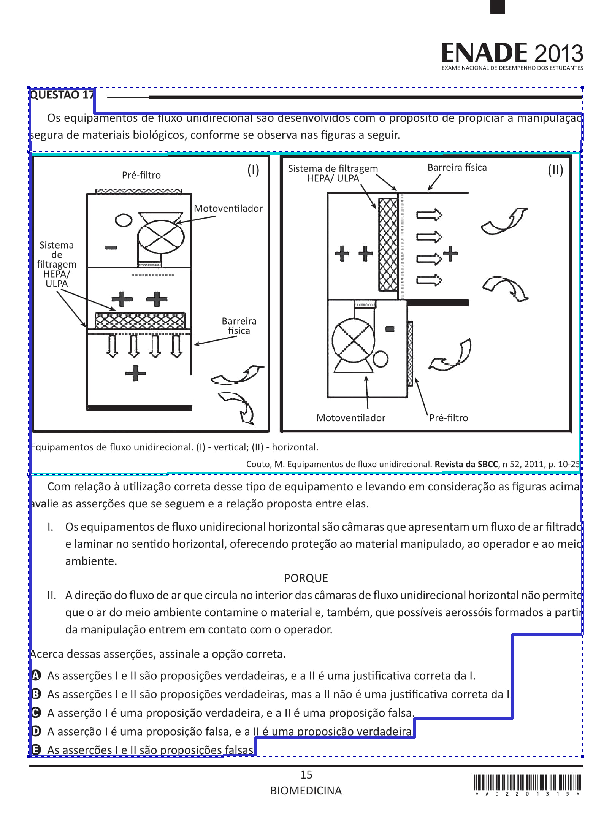 ENADE 2013
EXAME NACIONAL DE DESEMPENHO DOS ESTUDANTES
QUESTÃO 17
Os equipamentos de fluxo unidirecional são desenvolvidos com o propósito de propiciar a manipulação
segura de materiais biológicos, conforme se observa nas figuras a seguir.
Pré-filtro
(I)
Motoventilador
Sistema
de
filtragem
HEPA/
ULPA
Barreira
física
Sistema de filtragem
HEPA/ ULPA
Barreira física
(II)
Motoventilador
Pré-filtro
Equipamentos de fluxo unidirecional. (I) - vertical; (II) - horizontal.
Couto, M. Equipamentos de fluxo unidirecional. Revista da SBCC, n 52, 2011, p. 10-25
Com relação à utilização correta desse tipo de equipamento e levando em consideração as figuras acima,
avalie as asserções que se seguem e a relação proposta entre elas.
I. Os equipamentos de fluxo unidirecional horizontal são câmaras que apresentam um fluxo de ar filtrado
e laminar no sentido horizontal, oferecendo proteção ao material manipulado, ao operador e ao meio
ambiente.
PORQUE
II. A direção do fluxo de ar que circula no interior das câmaras de fluxo unidirecional horizontal não permite
que o ar do meio ambiente contamine o material e, também, que possíveis aerossóis formados a partir
da manipulação entrem em contato com o operador.
Acerca dessas asserções, assinale a opção correta.
A As asserções I e II são proposições verdadeiras, e a II é uma justificativa correta da I.
B As asserções I e II são proposições verdadeiras, mas a II não é uma justificativa correta da I.
C A asserção I é uma proposição verdadeira, e a II é uma proposição falsa.
D A asserção I é uma proposição falsa, e a II é uma proposição verdadeira.
E As asserções I e II são proposições falsas.
15
BIOMEDICINA